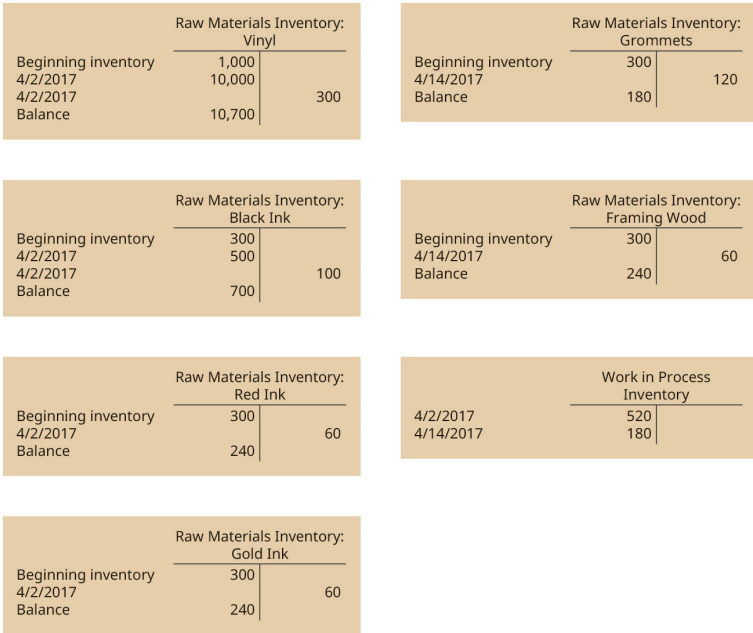 Raw Materials Inventory:
Vinyl
Beginning inventory 1,000
4/2/2017 10,000
4/2/2017 300
Balance 10,700
Raw Materials Inventory:
Grommets
Beginning inventory 300
4/14/2017 120
Balance 180
Raw Materials Inventory:
Black Ink
Beginning inventory 300
4/2/2017 500
4/2/2017 100
Balance 700
Raw Materials Inventory:
Framing Wood
Beginning inventory 300
4/14/2017 60
Balance 240
Raw Materials Inventory:
Red Ink
Beginning inventory 300
4/2/2017 60
Balance 240
Work in Process
Inventory
4/2/2017 520
4/14/2017 180
Raw Materials Inventory:
Gold Ink
Beginning inventory 300
4/2/2017 60
Balance 240